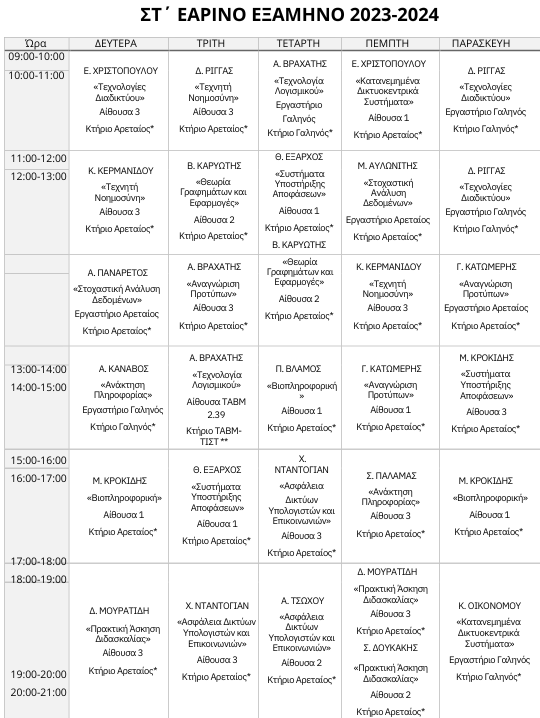 ΣΤ΄ ΕΑΡΙΝΟ ΕΞΑΜΗΝΟ 2023-2024
Ώρα ΔΕΥΤΕΡΑ ΤΡΙΤΗ ΤΕΤΑΡΤΗ ΠΕΜΠΤΗ ΠΑΡΑΣΚΕΥΗ
09:00-10:00
10:00-11:00
Ε. ΧΡΙΣΤΟΠΟΥΛΟΥ
«Τεχνολογίες
Διαδικτύου»
Αίθουσα 3
Κτήριο Αρεταίος*
Δ. ΡΙΓΓΑΣ
«Τεχνητή
Νοημοσύνη»
Αίθουσα 3
Κτήριο Αρεταίος*
Α. ΒΡΑΧΑΤΗΣ
«Τεχνολογία
Λογισμικού»
Εργαστήριο
Γαληνός
Κτήριο Γαληνός*
Ε. ΧΡΙΣΤΟΠΟΥΛΟΥ
«Κατανεμημένα
Δικτυοκεντρικά
Συστήματα»
Αίθουσα 1
Κτήριο Αρεταίος*
Δ. ΡΙΓΓΑΣ
«Τεχνολογίες
Διαδικτύου»
Εργαστήριο Γαληνός
Κτήριο Γαληνός*
11:00-12:00
12:00-13:00
Κ. ΚΕΡΜΑΝΙΔΟΥ
«Τεχνητή
Νοημοσύνη»
Αίθουσα 3
Κτήριο Αρεταίος*
Β. ΚΑΡΥΩΤΗΣ
«Θεωρία
Γραφημάτων και
Εφαρμογές»
Αίθουσα 2
Κτήριο Αρεταίος*
Θ. ΕΞΑΡΧΟΣ
«Συστήματα
Υποστήριξης
Αποφάσεων»
Αίθουσα 1
Κτήριο Αρεταίος*
Β. ΚΑΡΥΩΤΗΣ
«Θεωρία
Γραφημάτων και
Εφαρμογές»
Αίθουσα 2
Κτήριο Αρεταίος*
Μ. ΑΥΛΩΝΙΤΗΣ
«Στοχαστική
Ανάλυση
Δεδομένων»
Εργαστήριο Αρεταίος
Κτήριο Αρεταίος*
Δ. ΡΙΓΓΑΣ
«Τεχνολογίες
Διαδικτύου»
Εργαστήριο Γαληνός
Κτήριο Γαληνός*
Α. ΠΑΝΑΡΕΤΟΣ
«Στοχαστική Ανάλυση
Δεδομένων»
Εργαστήριο Αρεταίος
Κτήριο Αρεταίος*
Α. ΒΡΑΧΑΤΗΣ
«Αναγνώριση
Προτύπων»
Αίθουσα 3
Κτήριο Αρεταίος*
Κ. ΚΕΡΜΑΝΙΔΟΥ
«Τεχνητή
Νοημοσύνη»
Αίθουσα 3
Κτήριο Αρεταίος*
Γ. ΚΑΤΩΜΕΡΗΣ
«Αναγνώριση
Προτύπων»
Εργαστήριο Αρεταίος
Κτήριο Αρεταίος*
13:00-14:00
14:00-15:00
Α. ΚΑΝΑΒΟΣ
«Ανάκτηση
Πληροφορίας»
Εργαστήριο Γαληνός
Κτήριο Γαληνός*
Α. ΒΡΑΧΑΤΗΣ
«Τεχνολογία
Λογισμικού»
Αίθουσα ΤΑΒΜ
2.39
Κτήριο ΤΑΒΜ-
ΤΙΣΤ **
Π. ΒΛΑΜΟΣ
«Βιοπληροφορική
»
Αίθουσα 1
Κτήριο Αρεταίος*
Γ. ΚΑΤΩΜΕΡΗΣ
«Αναγνώριση
Προτύπων»
Αίθουσα 1
Κτήριο Αρεταίος*
Μ. ΚΡΟΚΙΔΗΣ
«Συστήματα
Υποστήριξης
Αποφάσεων»
Αίθουσα 3
Κτήριο Αρεταίος*
15:00-16:00
16:00-17:00
Μ. ΚΡΟΚΙΔΗΣ
«Βιοπληροφορική»
Αίθουσα 1
Κτήριο Αρεταίος*
Θ. ΕΞΑΡΧΟΣ
«Συστήματα
Υποστήριξης
Αποφάσεων»
Αίθουσα 1
Κτήριο Αρεταίος*
Χ.
ΝΤΑΝΤΟΓΙΑΝ
«Ασφάλεια
Δικτύων
Υπολογιστών και
Επικοινωνιών»
Αίθουσα 3
Κτήριο Αρεταίος*
Σ. ΠΑΛΑΜΑΣ
«Ανάκτηση
Πληροφορίας»
Αίθουσα 3
Κτήριο Αρεταίος*
Μ. ΚΡΟΚΙΔΗΣ
«Βιοπληροφορική»
Αίθουσα 1
Κτήριο Αρεταίος*
17:00-18:00
18:00-19:00
19:00-20:00
20:00-21:00
Δ. ΜΟΥΡΑΤΙΔΗ
«Πρακτική Άσκηση
Διδασκαλίας»
Αίθουσα 3
Κτήριο Αρεταίος*
Χ. ΝΤΑΝΤΟΓΙΑΝ
«Ασφάλεια Δικτύων
Υπολογιστών και
Επικοινωνιών»
Αίθουσα 3
Κτήριο Αρεταίος*
Α. ΤΣΩΧΟΥ
«Ασφάλεια
Δικτύων
Υπολογιστών και
Επικοινωνιών»
Αίθουσα 2
Κτήριο Αρεταίος*
Δ. ΜΟΥΡΑΤΙΔΗ
«Πρακτική Άσκηση
Διδασκαλίας»
Αίθουσα 3
Κτήριο Αρεταίος*
Σ. ΔΟΥΚΑΚΗΣ
«Πρακτική Άσκηση
Διδασκαλίας»
Αίθουσα 2
Κτήριο Αρεταίος*
Κ. ΟΙΚΟΝΟΜΟΥ
«Κατανεμημένα
Δικτυοκεντρικά
Συστήματα»
Εργαστήριο Γαληνός
Κτήριο Γαληνός*